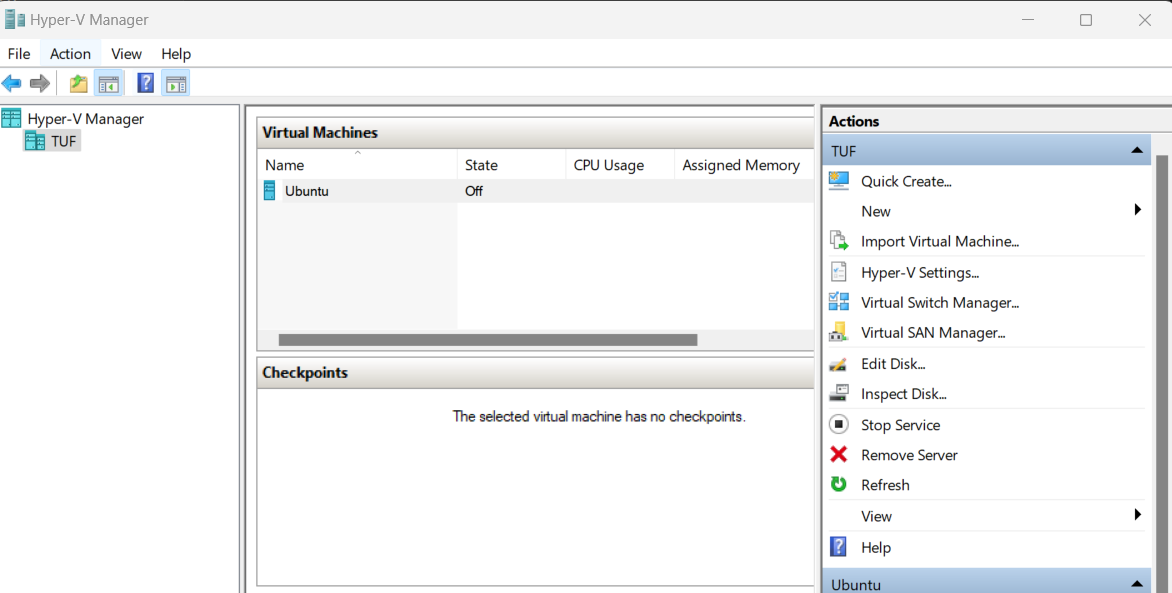 Hyper-V Manager
File Action View Help
Hyper-V Manager
TUF
Virtual Machines
Name State CPU Usage Assigned Memory
Ubuntu Off
Checkpoints
The selected virtual machine has no checkpoints.
Actions
TUF
Quick Create...
New
Import Virtual Machine...
Hyper-V Settings...
Virtual Switch Manager...
Virtual SAN Manager...
Edit Disk...
Inspect Disk...
Stop Service
Remove Server
Refresh
View
Help
Ubuntu